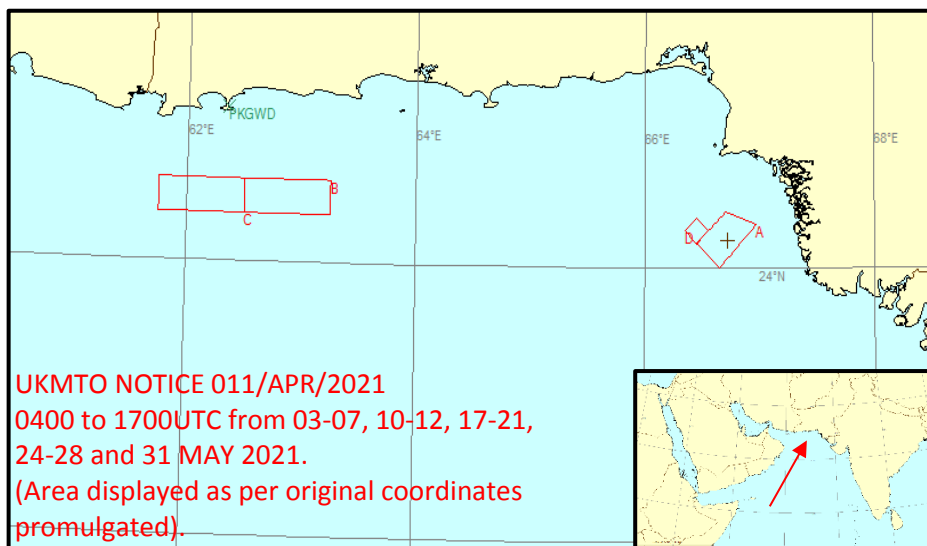 PKGWD
62°E
64°E
66°E
68°E
B
C
D
A
24°N
UKMTO NOTICE 011/APR/2021
0400 to 1700UTC from 03-07, 10-12, 17-21,
24-28 and 31 MAY 2021.
(Area displayed as per original coordinates
promulgated).